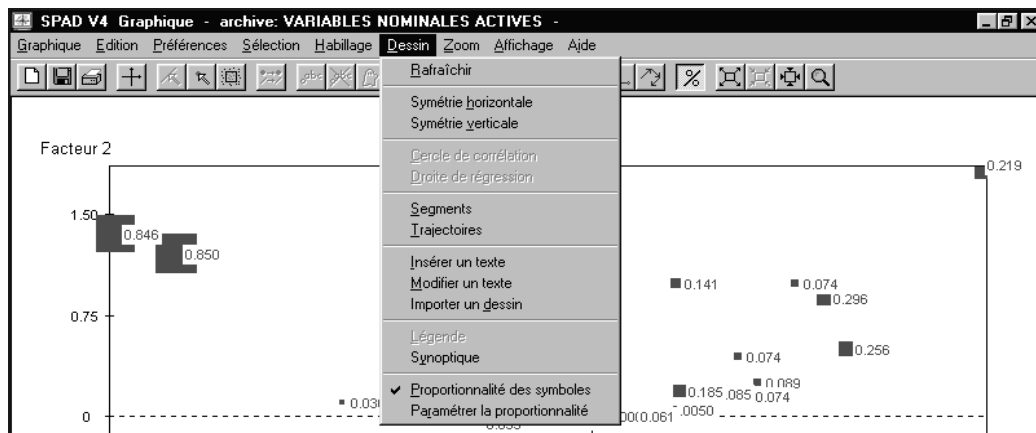 SPAD V4 Graphique - archive: VARIABLES NOMINALES ACTIVES -
Graphique Edition Préférences Sélection Habillage Dessin Zoom Affichage Aide
Rafraîchir
Symétrie horizontale
Symétrie verticale
Cercle de corrélation
Droite de régression
Segments
Trajectoires
Insérer un texte
Modifier un texte
Importer un dessin
Légende
Synoptique
Proportionnalité des symboles
Paramétrer la proportionnalité
abc
%
Facteur 2
0.219
1.50
0.846
0.850
0.141
0.074
0.296
0.75
0.256
0.074
0.089
0.185
.085
0.074
0
0.061
.0050